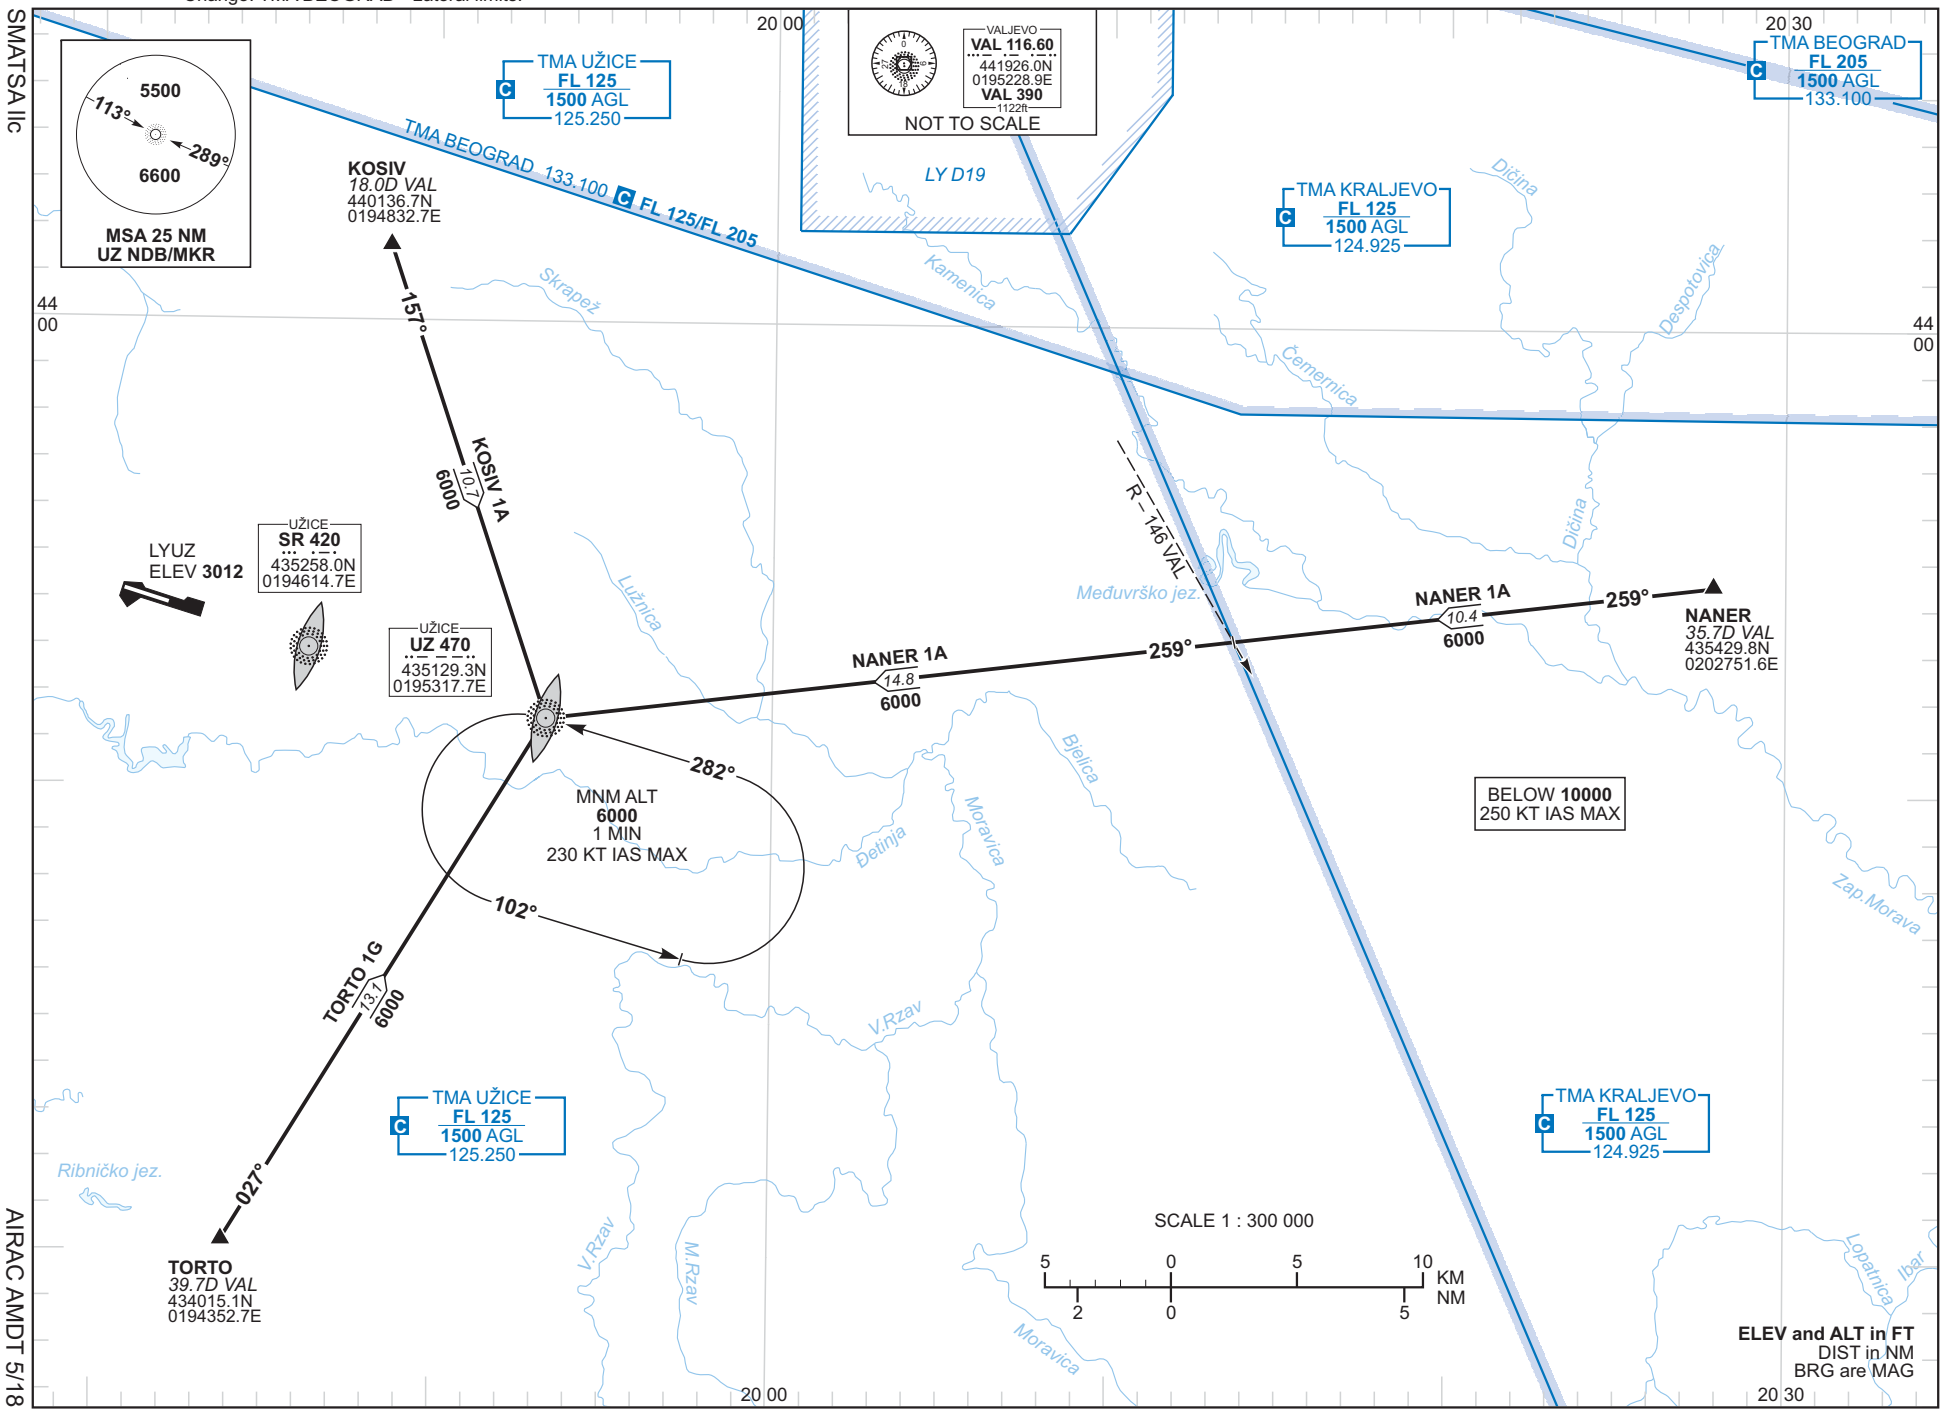 SMATSA llc
AIRAC AMDT 5/18
20 00
20 30
5500
113°
289°
6600
MSA 25 NM
UZ NDB/MKR
TMA UŽICE
C
FL 125
1500 AGL
125.250
VALJEVO
VAL 116.60
441926.0N
0195228.9E
VAL 390
1122ft
NOT TO SCALE
TMA BEOGRAD
C
FL 205
1500 AGL
133.100
KOSIV
18.0D VAL
440136.7N
0194832.7E
TMA BEOGRAD 133.100 C FL 125/FL 205
LY D19
TMA KRALJEVO
C
FL 125
1500 AGL
124.925
Dičina
Despotovica
Kamenica
Skrapež
44
00
44
00
157°
Čemernica
KOSIV 1A
10.7
6000
R – 146 VAL
Dičina
LYUZ
ELEV 3012
UŽICE
SR 420
435258.0N
0194614.7E
Lužnica
Međuvrško jez.
UŽICE
UZ 470
435129.3N
0195317.7E
NANER 1A
14.8
6000
259°
NANER 1A
10.4
6000
259°
NANER
35.7D VAL
435429.8N
0202751.6E
282°
MNM ALT
6000
1 MIN
230 KT IAS MAX
102°
Bjelica
Moravica
Đetinja
BELOW 10000
250 KT IAS MAX
Zap.Morava
TORTO 1G
13.1
6000
V.Rzav
TMA UŽICE
C
FL 125
1500 AGL
125.250
TMA KRALJEVO
C
FL 125
1500 AGL
124.925
Ribničko jez.
027°
TORTO
39.7D VAL
434015.1N
0194352.7E
V.Rzav
M.Rzav
Moravica
SCALE 1 : 300 000
5 0 5 10
KM
NM
2 0 5
Lopatnica
Ibar
ELEV and ALT in FT
DIST in NM
BRG are MAG
20 00
20 30